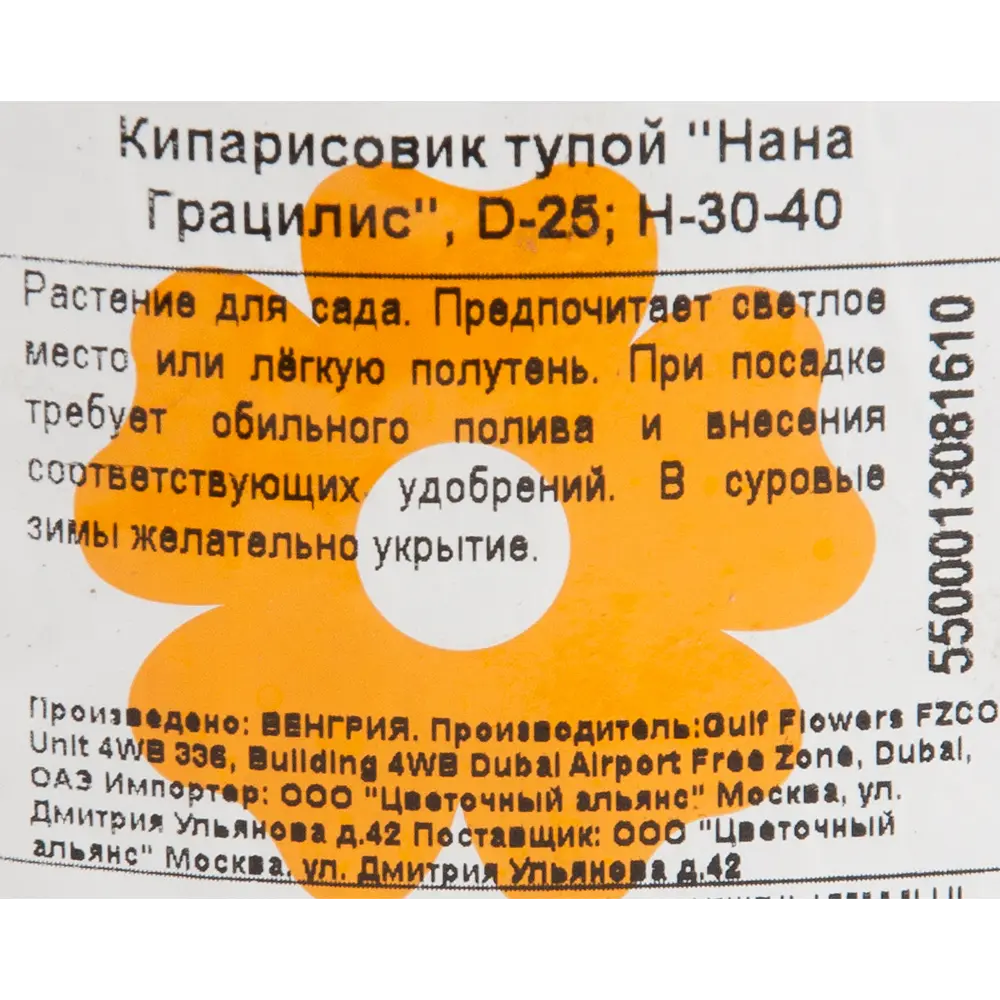 Кипарисовик тупой "Нана
Грацилис", D-25; H-30-40
Растение для сада. Предпочитает светлое
место или лёгкую полутень. При посадке
требует обильного полива и внесения
соответствующих удобрений. В суровые
зимы желательно укрытие.
5500013081610
Произведено: ВЕНГРИЯ. Производитель:Gulf Flowers FZCO
Unit 4WB 336, Building 4WB Dubai Airport Free Zone, Dubai,
ОАЭ Импортер: ООО "Цветочный альянс" Москва, ул.
Дмитрия Ульянова д.42 Поставщик: ООО "Цветочный
альянс" Москва, ул. Дмитрия Ульянова д.42